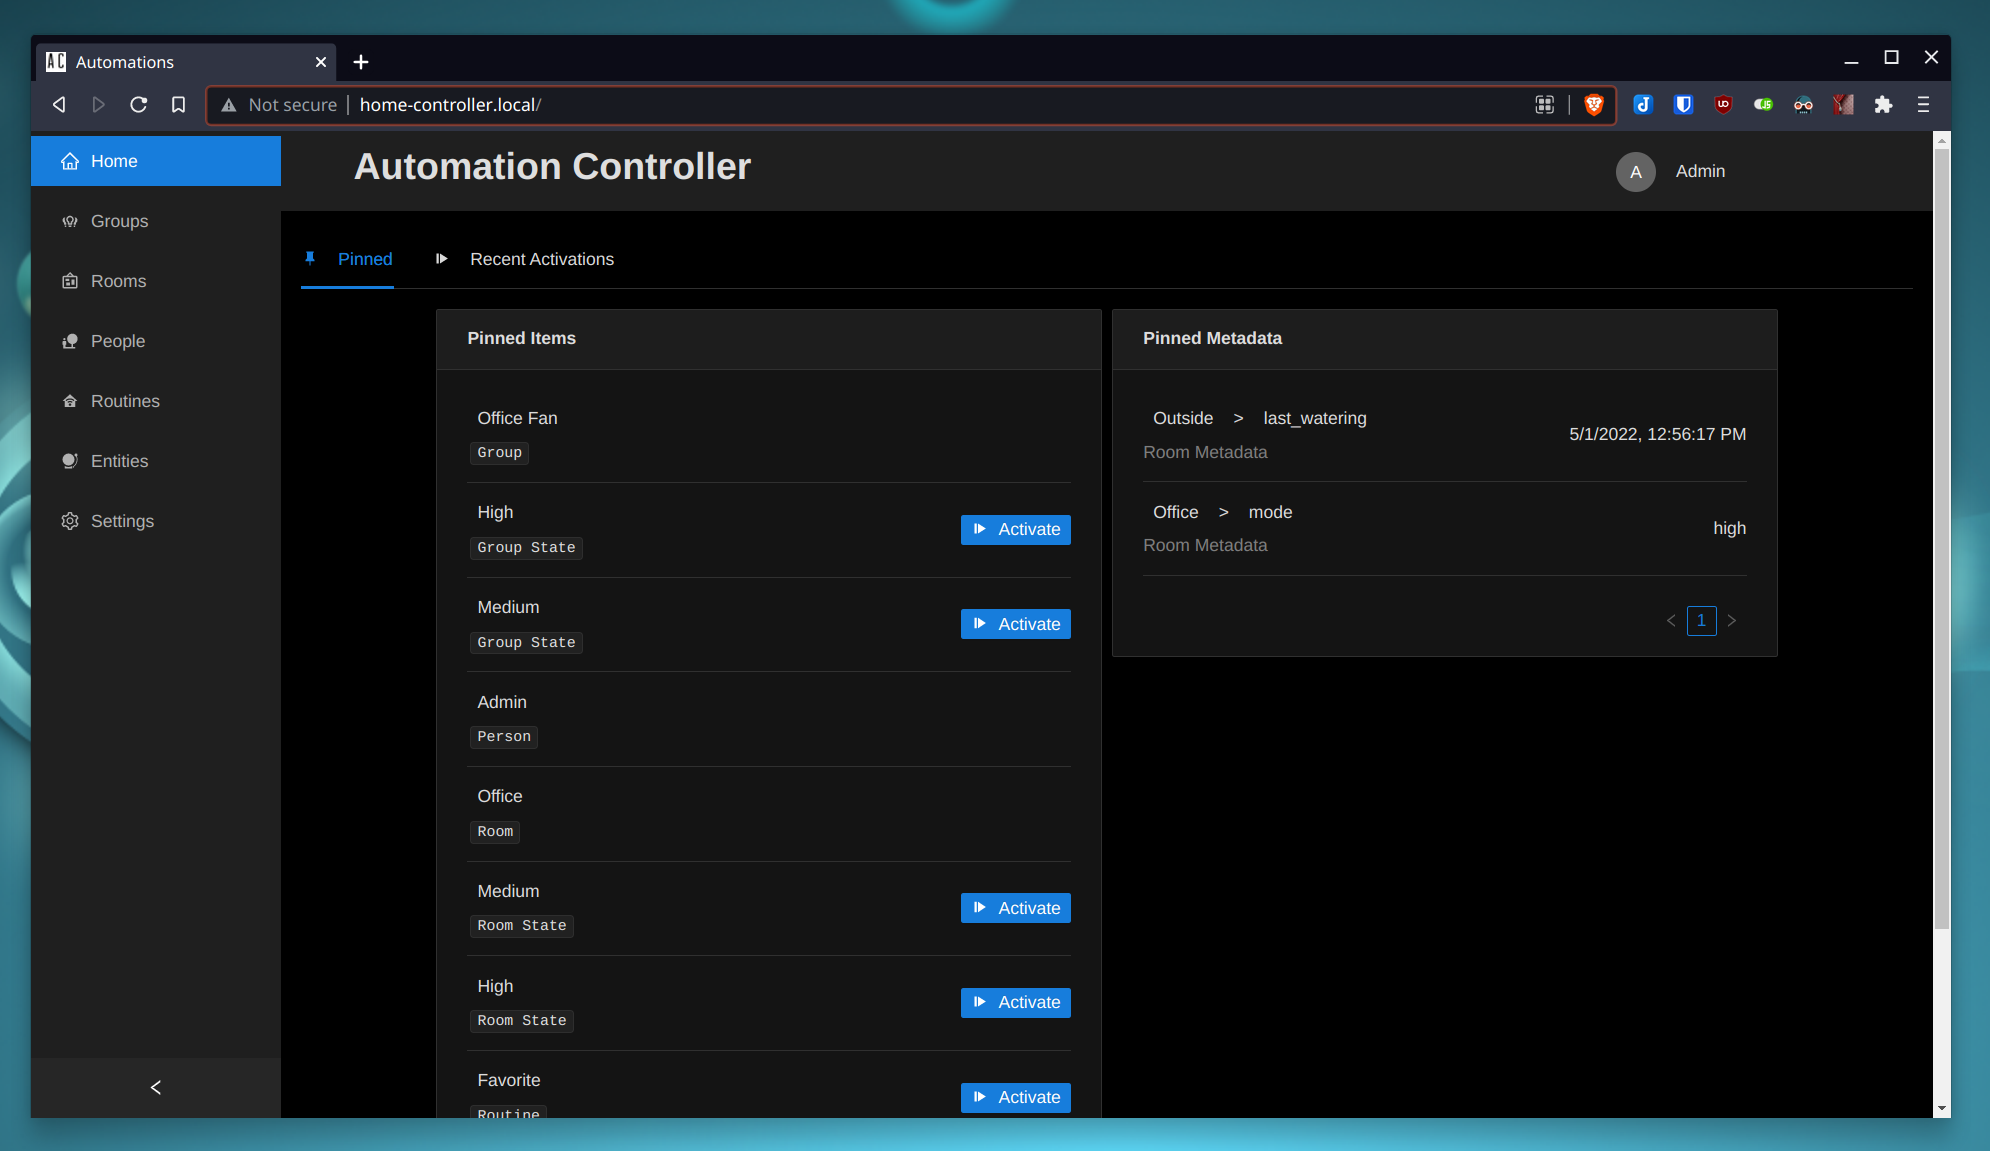 AC Automations
Not secure home-controller.local/
Home
Groups
Rooms
People
Routines
Entities
Settings
Automation Controller
A Admin
Pinned
Recent Activations
Pinned Items
Office Fan
Group
High
Group State
Activate
Medium
Group State
Activate
Admin
Person
Office
Room
Medium
Room State
Activate
High
Room State
Activate
Favorite
Routine
Activate
Pinned Metadata
Outside > last_watering
Room Metadata
5/1/2022, 12:56:17 PM
Office > mode
Room Metadata
high
< 1 >